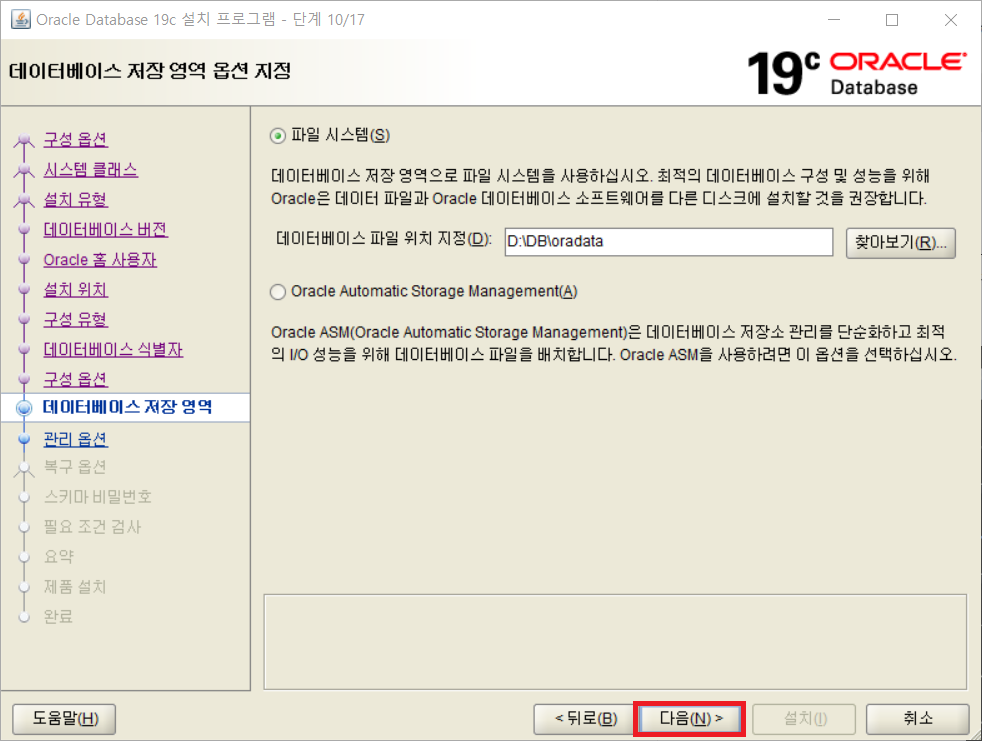 Oracle Database 19c 설치 프로그램 - 단계 10/17
데이터베이스 저장 영역 옵션 지정
19c ORACLE
Database
구성 옵션
시스템 클래스
설치 유형
데이터베이스 버전
Oracle 홈 사용자
설치 위치
구성 유형
데이터베이스 식별자
구성 옵션
데이터베이스 저장 영역
관리 옵션
복구 옵션
스키마 비밀번호
필요 조건 검사
요약
제품 설치
완료
파일 시스템(S)
데이터베이스 저장 영역으로 파일 시스템을 사용하십시오. 최적의 데이터베이스 구성 및 성능을 위해
Oracle은 데이터 파일과 Oracle 데이터베이스 소프트웨어를 다른 디스크에 설치할 것을 권장합니다.
데이터베이스 파일 위치 지정(D): D:\DB\oradata 찾아보기(R)...
Oracle Automatic Storage Management(A)
Oracle ASM(Oracle Automatic Storage Management)은 데이터베이스 저장소 관리를 단순화하고 최적
의 I/O 성능을 위해 데이터베이스 파일을 배치합니다. Oracle ASM을 사용하려면 이 옵션을 선택하십시오.
도움말(H) < 뒤로(B) 다음(N) > 설치(I) 취소